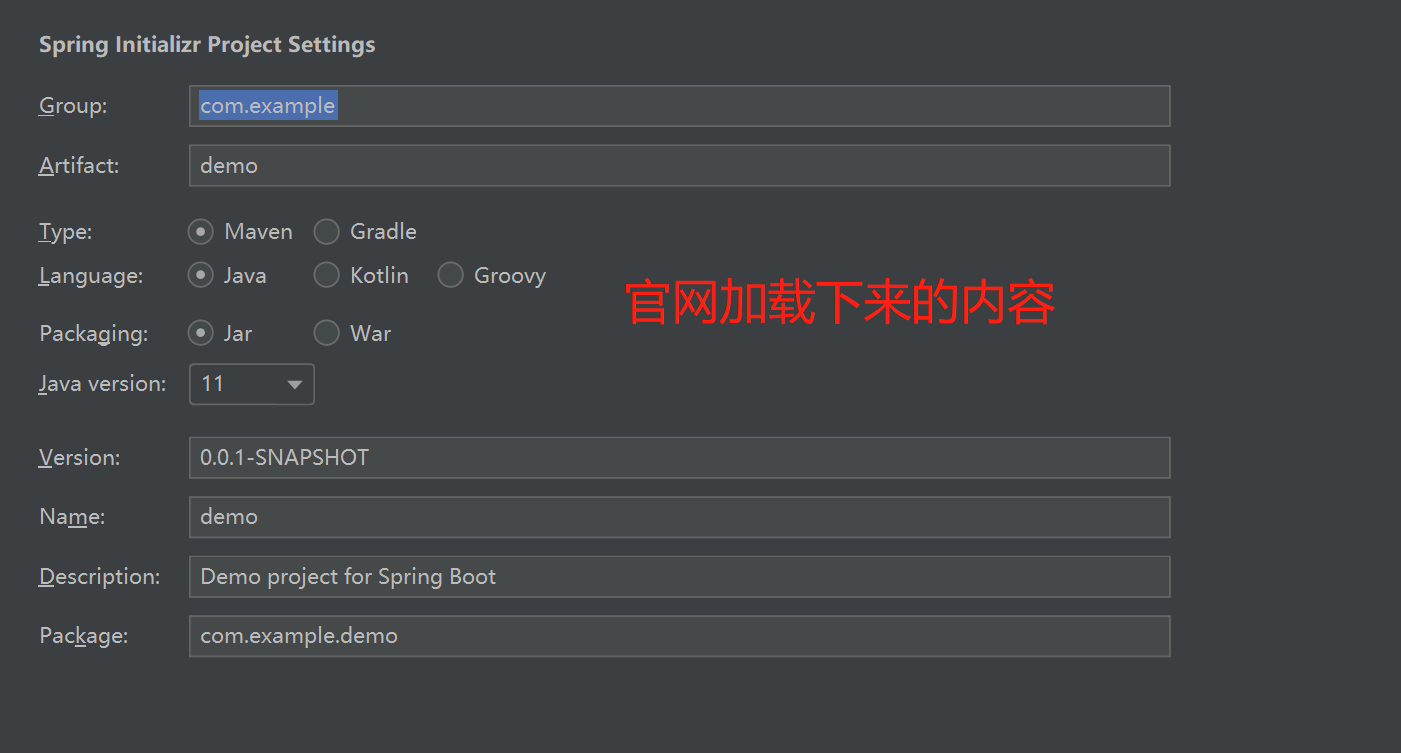 Spring Initializr Project Settings
Group: com.example
Artifact: demo
Type: Maven Gradle
Language: Java Kotlin Groovy
官网加载下来的内容
Packaging: Jar War
Java version: 11
Version: 0.0.1-SNAPSHOT
Name: demo
Description: Demo project for Spring Boot
Package: com.example.demo